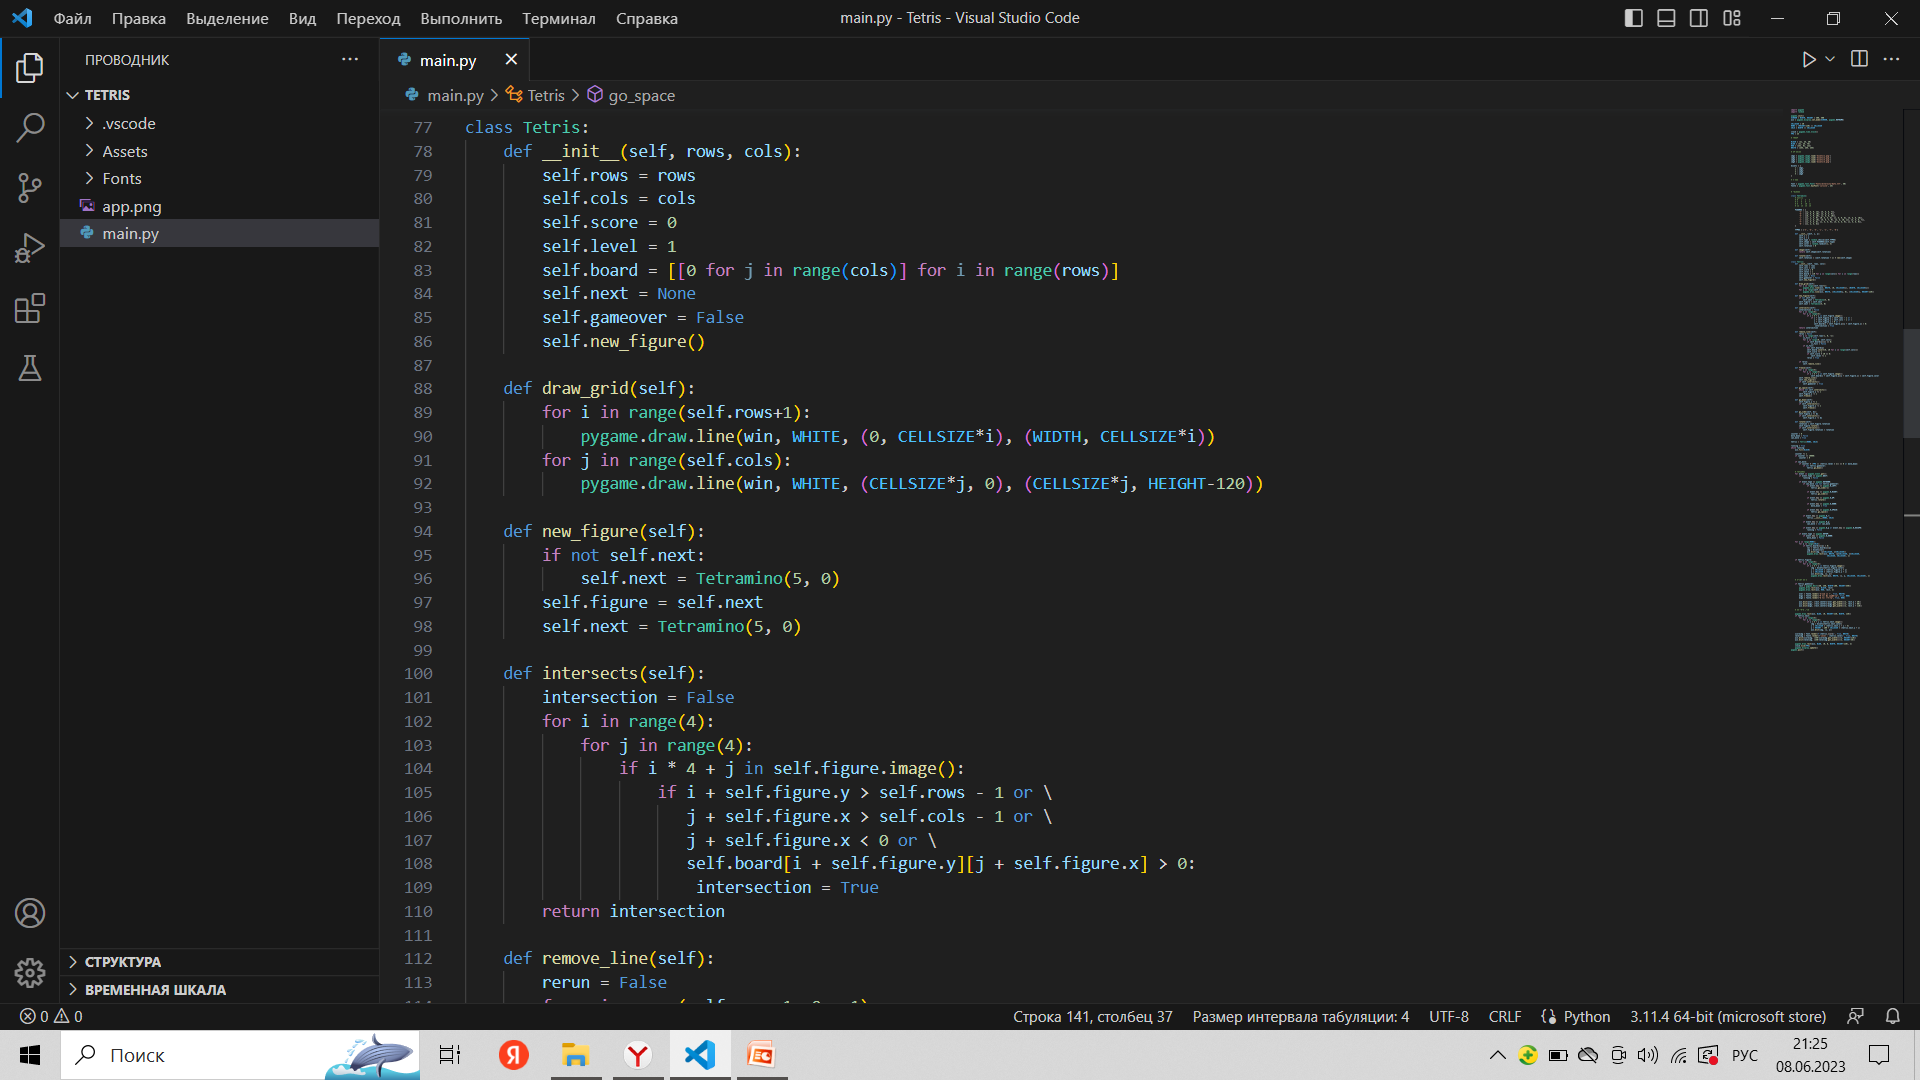 Файл Правка Выделение Вид Переход Выполнить Терминал Справка
main.py - Tetris - Visual Studio Code
ПРОВОДНИК
TETRIS
.vscode
Assets
Fonts
app.png
main.py
СТРУКТУРА
ВРЕМЕННАЯ ШКАЛА
main.py
main.py > Tetris > go_space
77 class Tetris:
78 def __init__(self, rows, cols):
79 self.rows = rows
80 self.cols = cols
81 self.score = 0
82 self.level = 1
83 self.board = [[0 for j in range(cols)] for i in range(rows)]
84 self.next = None
85 self.gameover = False
86 self.new_figure()
87
88 def draw_grid(self):
89 for i in range(self.rows+1):
90 pygame.draw.line(win, WHITE, (0, CELLSIZE*i), (WIDTH, CELLSIZE*i))
91 for j in range(self.cols):
92 pygame.draw.line(win, WHITE, (CELLSIZE*j, 0), (CELLSIZE*j, HEIGHT-120))
93
94 def new_figure(self):
95 if not self.next:
96 self.next = Tetramino(5, 0)
97 self.figure = self.next
98 self.next = Tetramino(5, 0)
99
100 def intersects(self):
101 intersection = False
102 for i in range(4):
103 for j in range(4):
104 if i * 4 + j in self.figure.image():
105 if i + self.figure.y > self.rows - 1 or \
106 j + self.figure.x > self.cols - 1 or \
107 j + self.figure.x < 0 or \
108 self.board[i + self.figure.y][j + self.figure.x] > 0:
109 intersection = True
110 return intersection
111
112 def remove_line(self):
113 rerun = False
0 0
Строка 141, столбец 37 Размер интервала табуляции: 4 UTF-8 CRLF Python 3.11.4 64-bit (microsoft store)
Поиск
РУС
21:25
08.06.2023